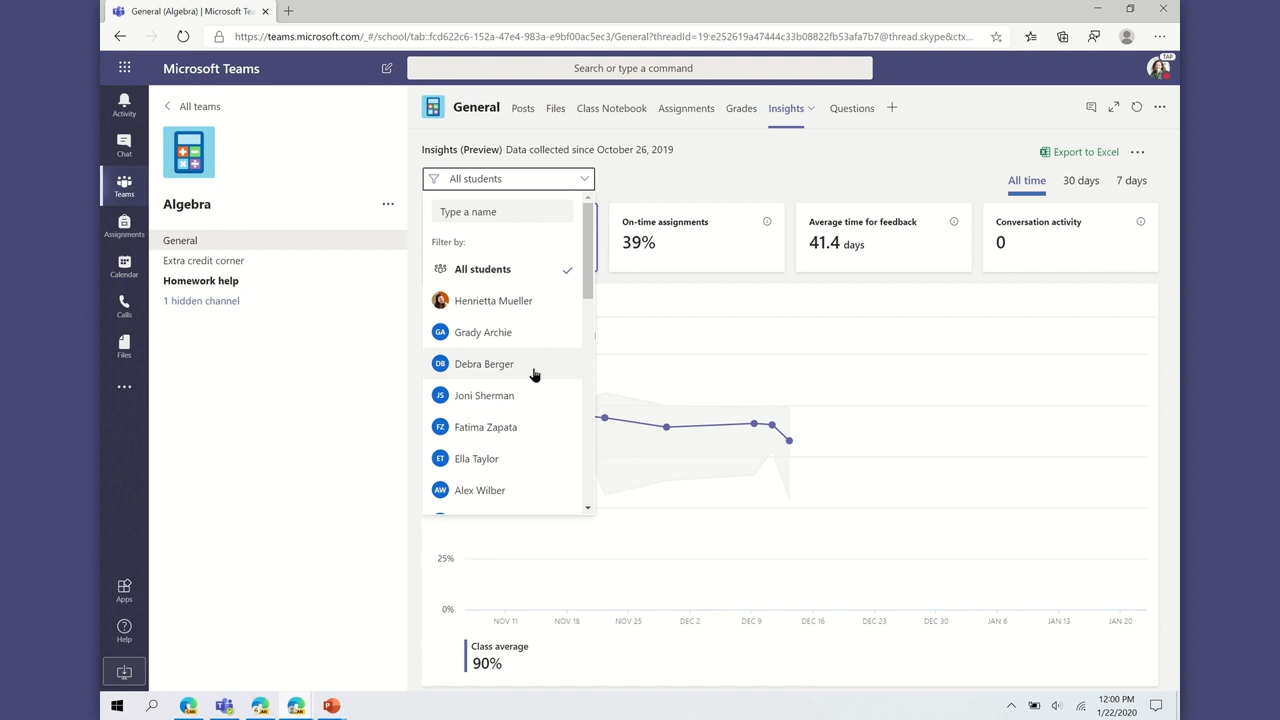 General (Algebra) | Microsoft Te
https://teams.microsoft.com/_#/school/tab::fcd622c6-152a-47e4-983a-e9bf00ac5ec3/General?threadId=19:e252619a47444c33b08822fb53afa7b7@thread.skype&ctx...
Microsoft Teams
Search or type a command
TAP
Activity
Chat
Teams
Assignments
Calendar
Calls
Files
Apps
Help
All teams
Algebra
General
Extra credit corner
Homework help
1 hidden channel
General Posts Files Class Notebook Assignments Grades Insights Questions
Insights (Preview) Data collected since October 26, 2019
Export to Excel
All students
All time 30 days 7 days
Type a name
Filter by:
All students
Henrietta Mueller
GA Grady Archie
DB Debra Berger
JS Joni Sherman
FZ Fatima Zapata
ET Ella Taylor
AW Alex Wilber
On-time assignments
39%
Average time for feedback
41.4 days
Conversation activity
0
25%
0%
NOV 11 NOV 18 NOV 25 DEC 2 DEC 9 DEC 16 DEC 23 DEC 30 JAN 6 JAN 13 JAN 20
Class average
90%
12:00 PM
1/22/2020